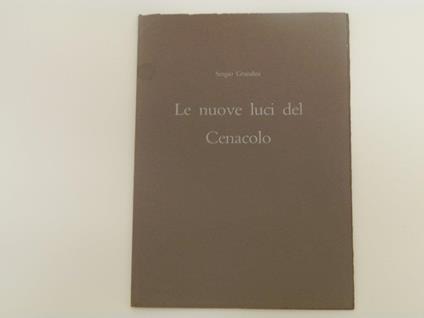 Sergio Grandini
Le nuove luci del
Cenacolo